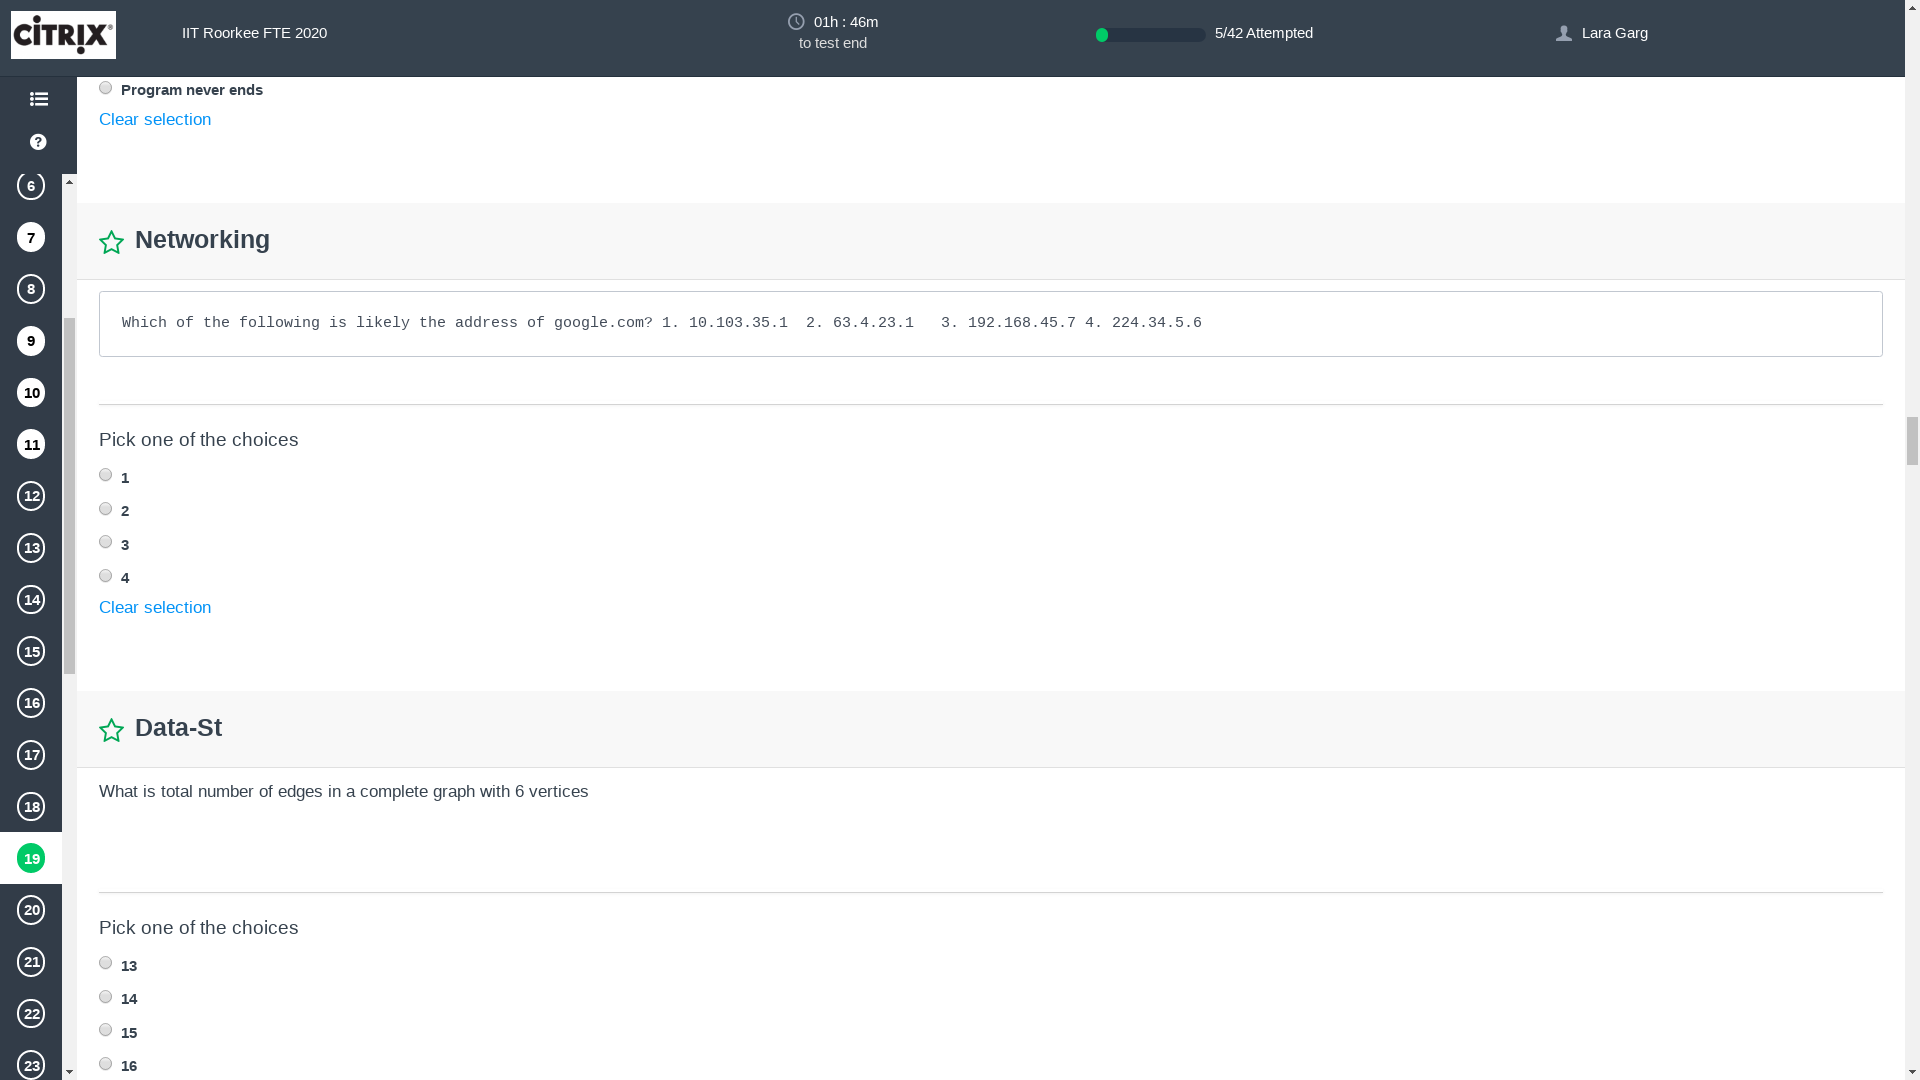 CiTRIX®
IIT Roorkee FTE 2020
01h : 46m
to test end
5/42 Attempted
Lara Garg
Program never ends
Clear selection
6
7
8
9
10
11
12
13
14
15
16
17
18
19
20
21
22
23
Networking
Which of the following is likely the address of google.com? 1. 10.103.35.1  2. 63.4.23.1   3. 192.168.45.7 4. 224.34.5.6
Pick one of the choices
1
2
3
4
Clear selection
Data-St
What is total number of edges in a complete graph with 6 vertices
Pick one of the choices
13
14
15
16